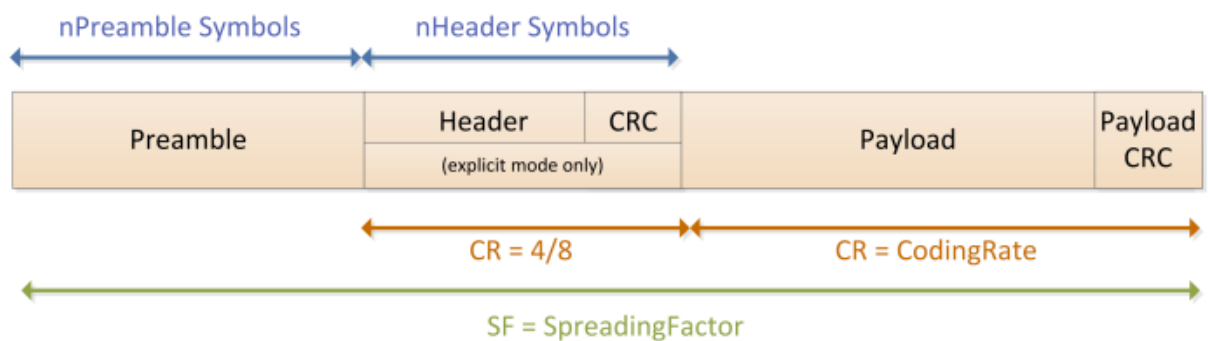 nPreamble Symbols
nHeader Symbols
Preamble
Header
CRC
(explicit mode only)
Payload
Payload
CRC
CR = 4/8
CR = CodingRate
SF = SpreadingFactor